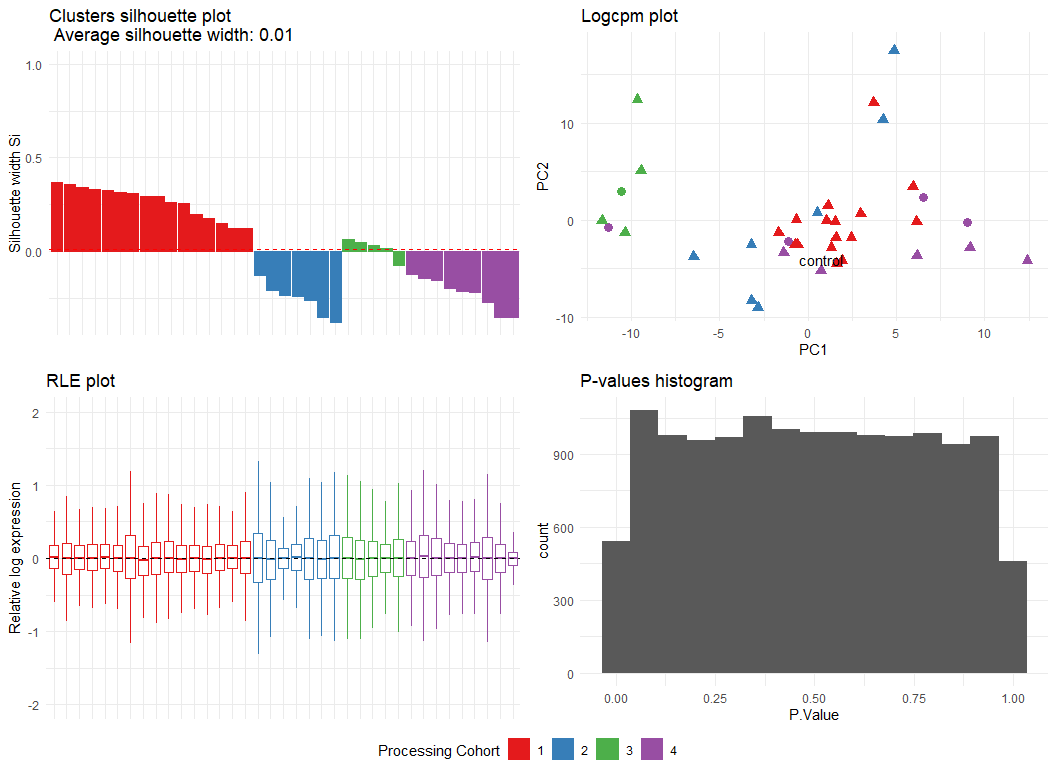 Clusters silhouette plot
Average silhouette width: 0.01
Silhouette width Si
1.0
0.5
0.0
Logcpm plot
PC2
10
0
-10
control
-10
-5
0
5
10
PC1
RLE plot
Relative log expression
2
1
0
-1
-2
P-values histogram
count
900
600
300
0
0.00
0.25
0.50
0.75
1.00
P.Value
Processing Cohort 1 2 3 4